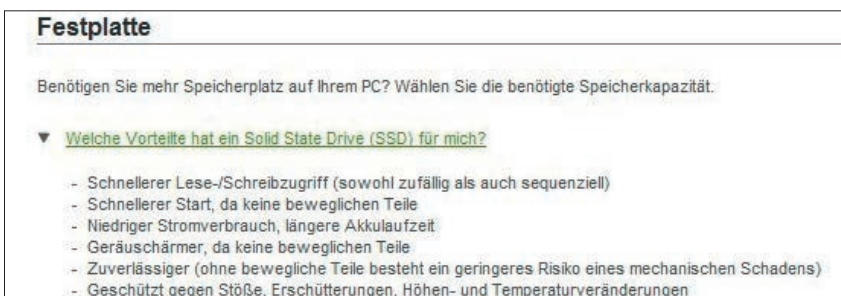 Festplatte
Benötigen Sie mehr Speicherplatz auf Ihrem PC? Wählen Sie die benötigte Speicherkapazität.
▼ Welche Vorteilte hat ein Solid State Drive (SSD) für mich?
- Schnellerer Lese-/Schreibzugriff (sowohl zufällig als auch sequenziell)
- Schnellerer Start, da keine beweglichen Teile
- Niedriger Stromverbrauch, längere Akkulaufzeit
- Geräuschärmer, da keine beweglichen Teile
- Zuverlässiger (ohne bewegliche Teile besteht ein geringeres Risiko eines mechanischen Schadens)
- Geschützt gegen Stöße, Erschütterungen, Höhen- und Temperaturveränderungen